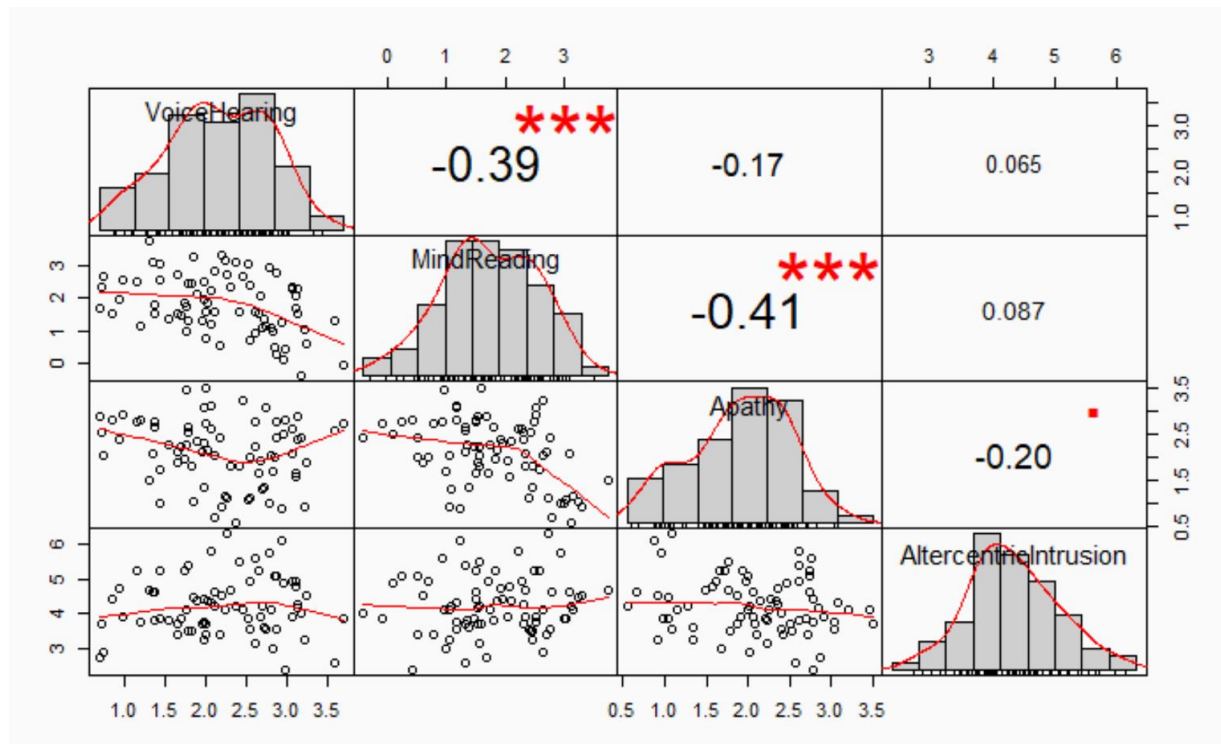 0 1 2 3
3 4 5 6
VoiceHearing
-0.39
***
-0.17
0.065
1.0 2.0 3.0
0 1 2 3
MindReading
-0.41
***
0.087
Apathy
-0.20
.
0.5 1.5 2.5 3.5
3 4 5 6
AltercentricIntrusion
1.0 1.5 2.0 2.5 3.0 3.5
0.5 1.0 1.5 2.0 2.5 3.0 3.5